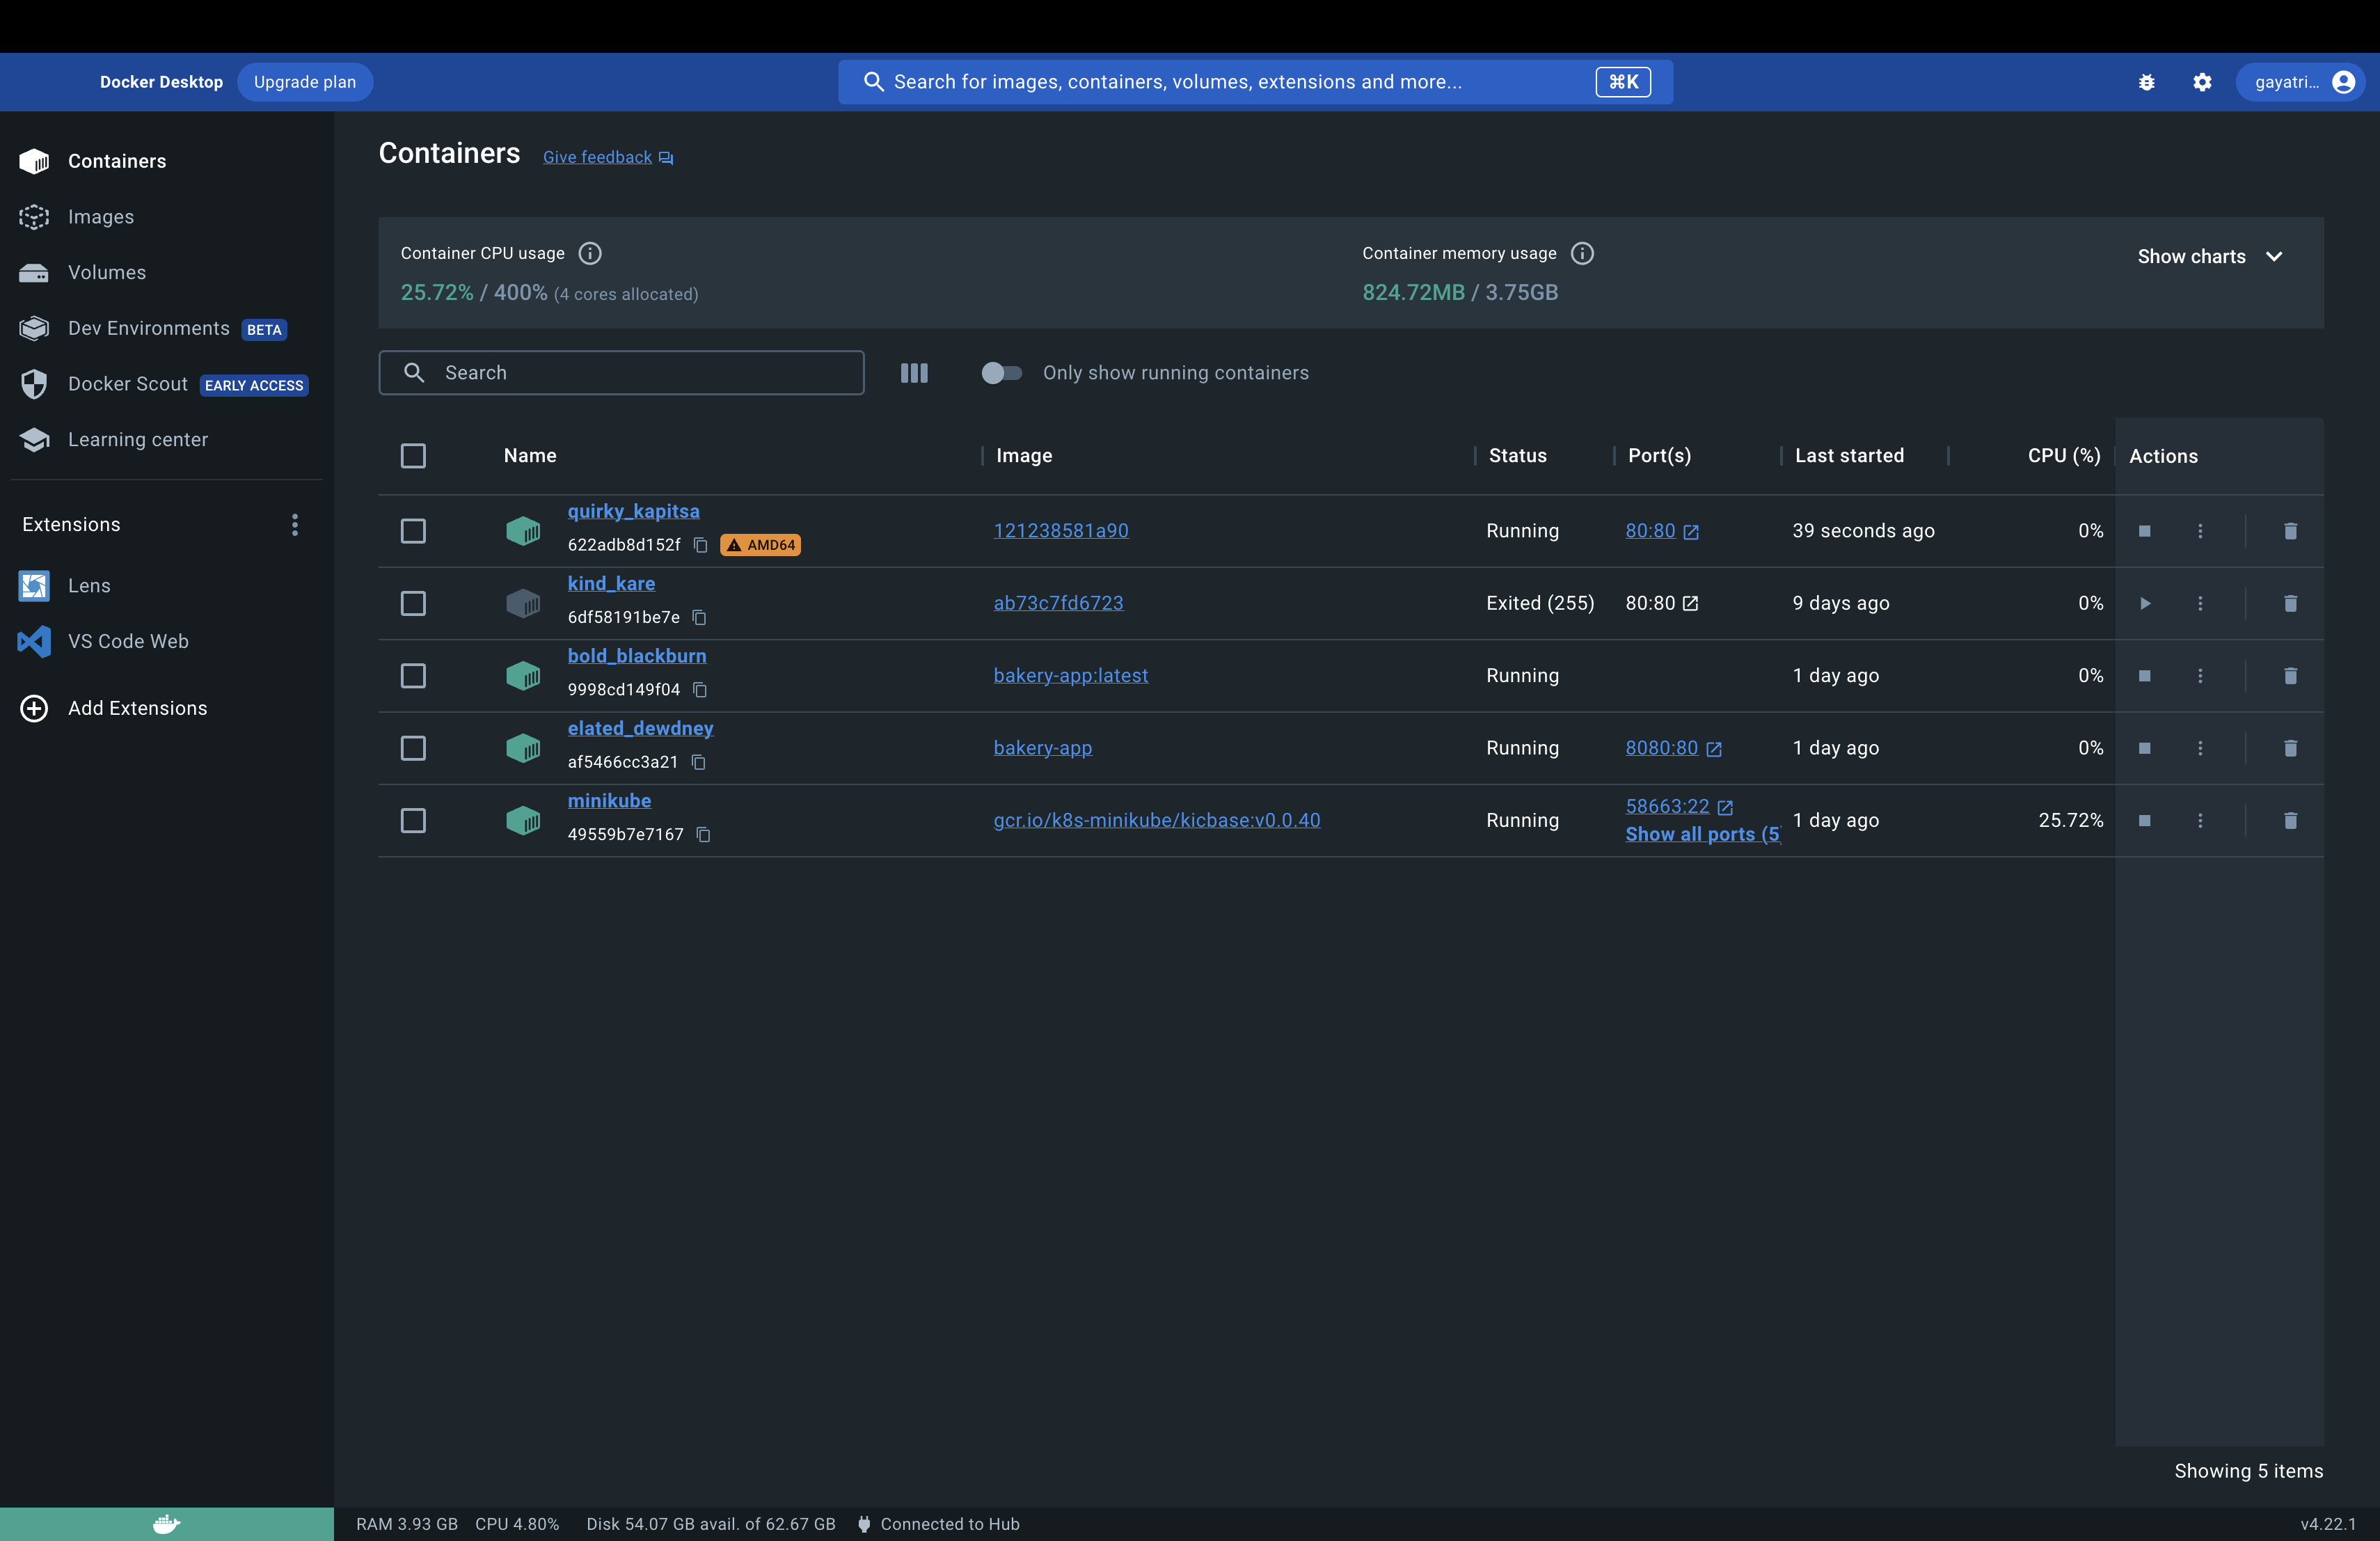 Docker Desktop Upgrade plan Search for images, containers, volumes, extensions and more... ⌘K gayatri...
Containers
Images
Volumes
Dev Environments BETA
Docker Scout EARLY ACCESS
Learning center
Extensions
Lens
VS Code Web
Add Extensions
Containers Give feedback
Container CPU usage
25.72% / 400% (4 cores allocated)
Container memory usage
824.72MB / 3.75GB
Show charts
Search Only show running containers
Name Image Status Port(s) Last started CPU (%) Actions
quirky_kapitsa
622adb8d152f AMD64
121238581a90 Running 80:80 39 seconds ago 0%
kind_kare
6df58191be7e
ab73c7fd6723 Exited (255) 80:80 9 days ago 0%
bold_blackburn
9998cd149f04
bakery-app:latest Running 1 day ago 0%
elated_dewdney
af5466cc3a21
bakery-app Running 8080:80 1 day ago 0%
minikube
49559b7e7167
gcr.io/k8s-minikube/kicbase:v0.0.40 Running
58663:22
Show all ports (5
1 day ago 25.72%
Showing 5 items
RAM 3.93 GB CPU 4.80% Disk 54.07 GB avail. of 62.67 GB Connected to Hub v4.22.1